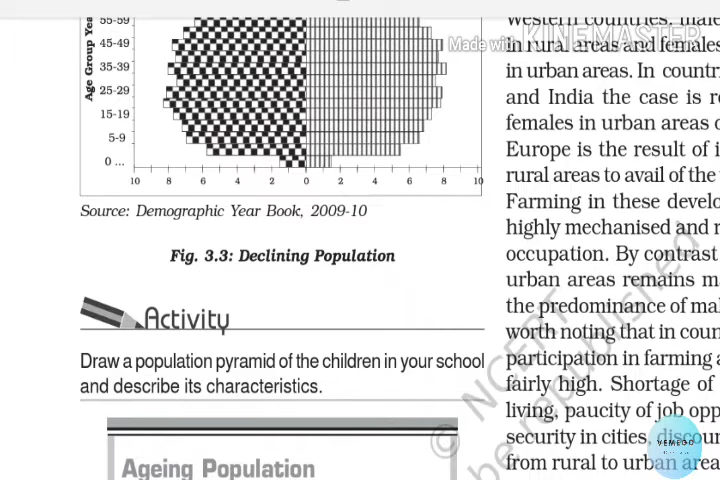 55-59
45-49
35-39
25-29
15-19
5-9
0 ...
Age Group Yea
10 8 6 4 2 0 2 4 6 8 10
Source: Demographic Year Book, 2009-10
Fig. 3.3: Declining Population
Activity
Draw a population pyramid of the children in your school
and describe its characteristics.
Ageing Population
Western countries, male
in rural areas and females
in urban areas. In countri
and India the case is re
females in urban areas o
Europe is the result of i
rural areas to avail of the
Farming in these develo
highly mechanised and r
occupation. By contrast
urban areas remains ma
the predominance of mal
worth noting that in coun
participation in farming a
fairly high. Shortage of
living, paucity of job opp
security in cities, discour
from rural to urban area
Made with KINEMASTER
© NCERT
be republished
VEMEGO